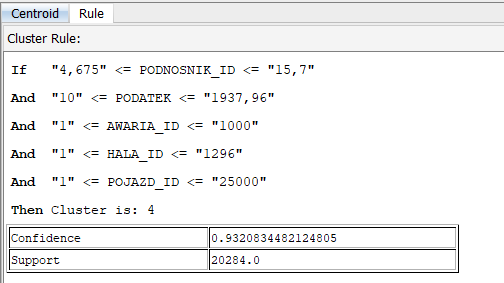 Centroid Rule
Cluster Rule:
If "4,675" <= PODNOSNIK_ID <= "15,7"
And "10" <= PODATEK <= "1937,96"
And "1" <= AWARIA_ID <= "1000"
And "1" <= HALA_ID <= "1296"
And "1" <= POJAZD_ID <= "25000"
Then Cluster is: 4
Confidence 0.9320834482124805
Support 20284.0